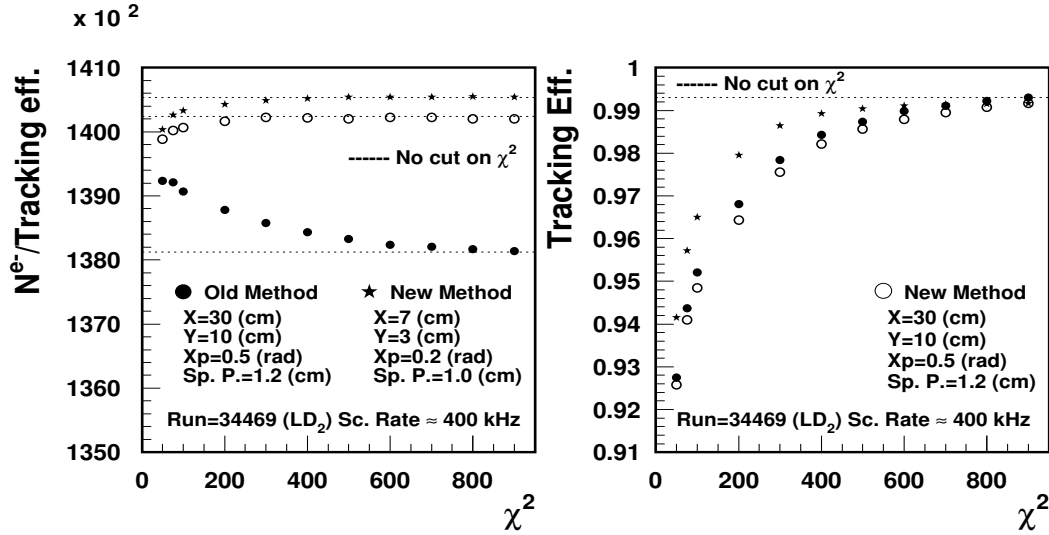 x 10 2
Nᵉ⁻/Tracking eff.
1410
1400
1390
1380
1370
1360
1350
------ No cut on χ²
Old Method
X=30 (cm)
Y=10 (cm)
Xp=0.5 (rad)
Sp. P.=1.2 (cm)
New Method
X=7 (cm)
Y=3 (cm)
Xp=0.2 (rad)
Sp. P.=1.0 (cm)
Run=34469 (LD₂) Sc. Rate ≈ 400 kHz
0 200 400 600 800
χ²
Tracking Eff.
1
0.99
0.98
0.97
0.96
0.95
0.94
0.93
0.92
0.91
------ No cut on χ²
New Method
X=30 (cm)
Y=10 (cm)
Xp=0.5 (rad)
Sp. P.=1.2 (cm)
Run=34469 (LD₂) Sc. Rate ≈ 400 kHz
0 200 400 600 800
χ²